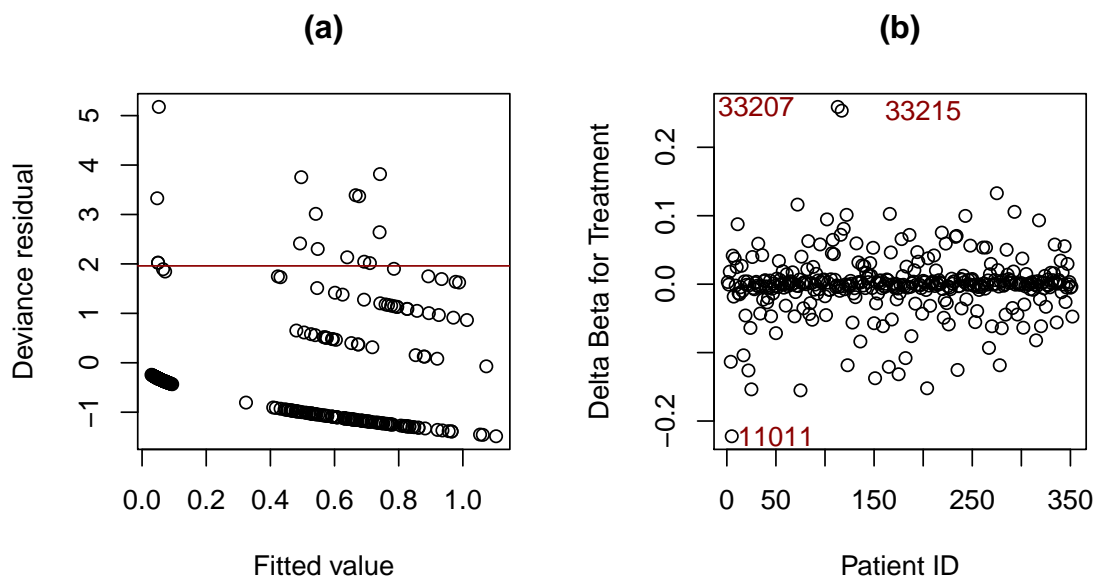 (a)
Deviance residual
5
4
3
2
1
0
−1
0.0 0.2 0.4 0.6 0.8 1.0
Fitted value
(b)
Delta Beta for Treatment
0.2
0.1
0.0
−0.2
33207
33215
11011
0 50 150 250 350
Patient ID